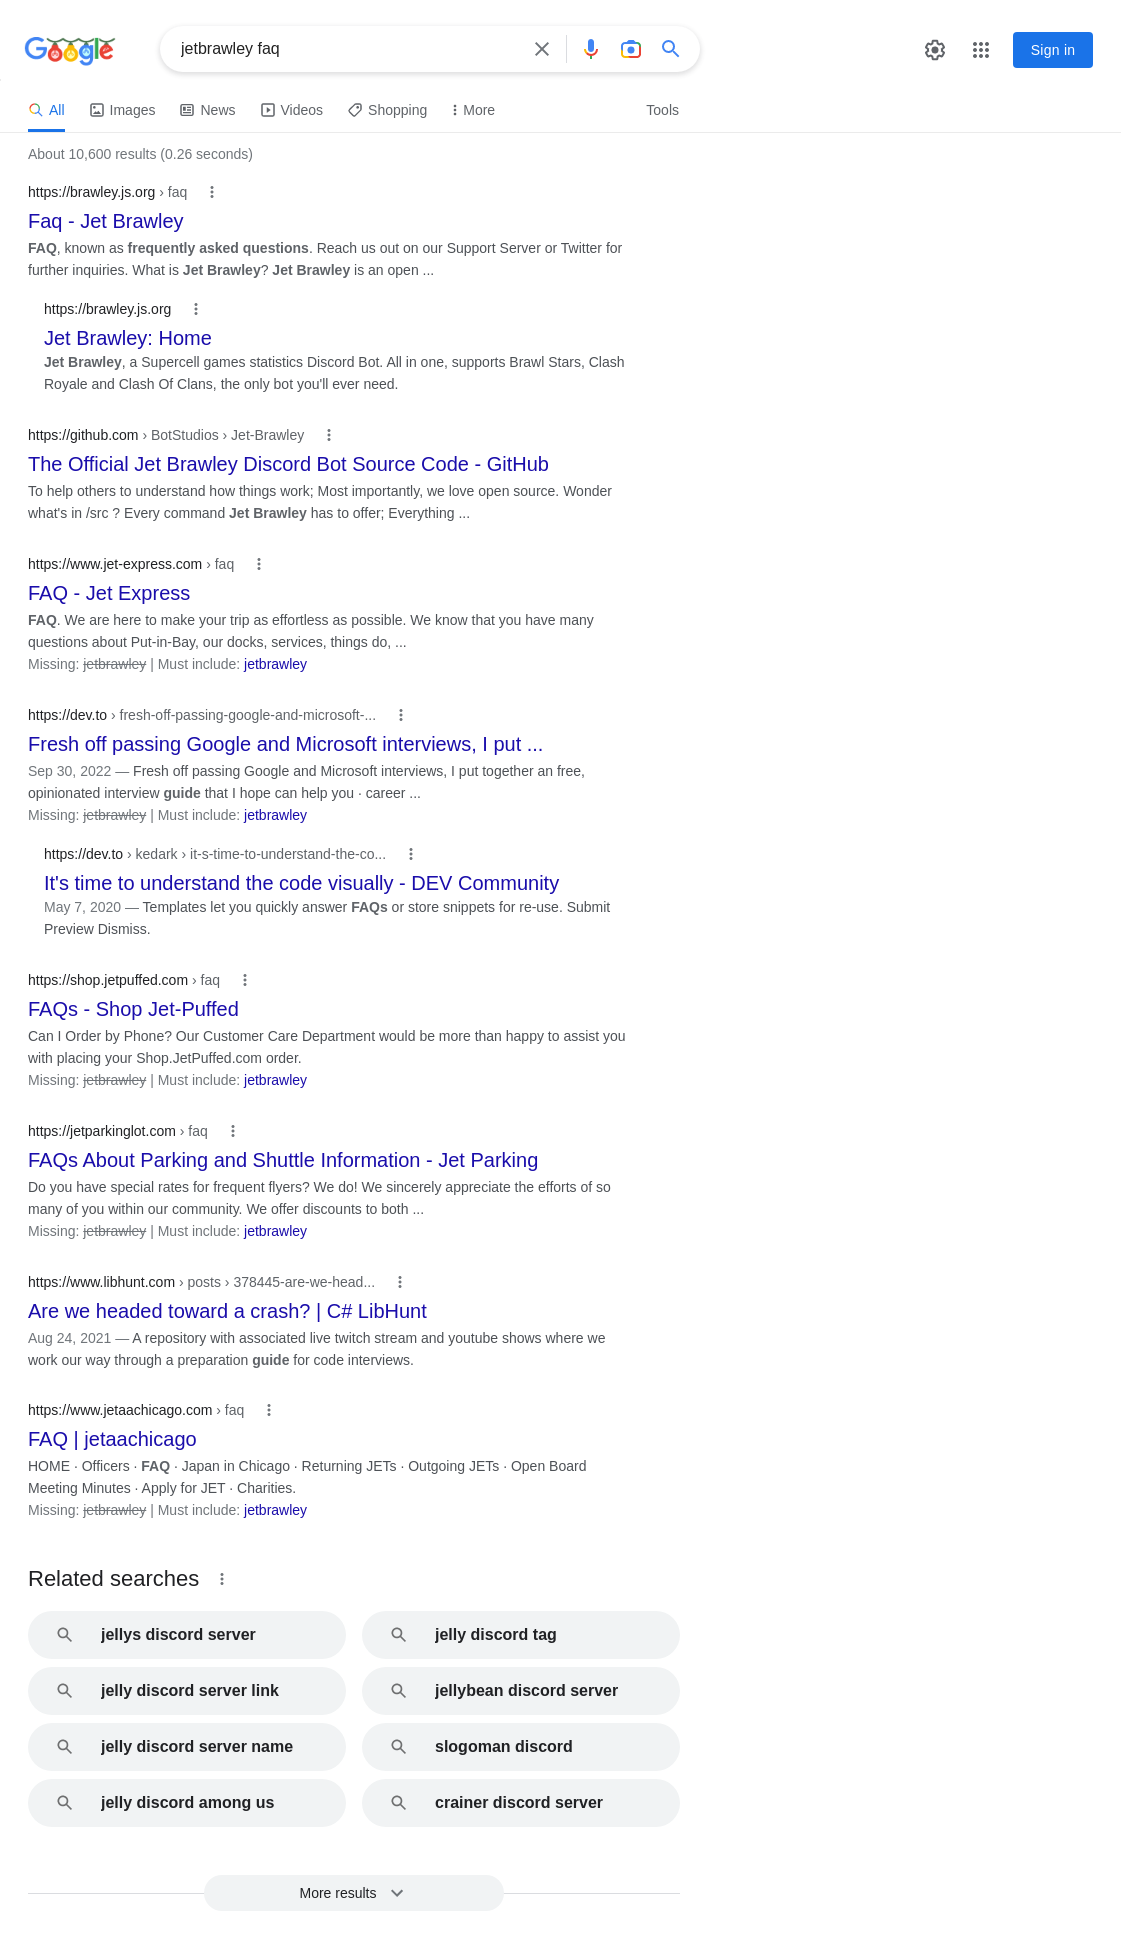 Google
jetbrawley faq
Sign in
All
Images
News
Videos
Shopping
More
Tools
About 10,600 results (0.26 seconds)
https://brawley.js.org › faq
Faq - Jet Brawley
FAQ, known as frequently asked questions. Reach us out on our Support Server or Twitter for
further inquiries. What is Jet Brawley? Jet Brawley is an open ...
https://brawley.js.org
Jet Brawley: Home
Jet Brawley, a Supercell games statistics Discord Bot. All in one, supports Brawl Stars, Clash
Royale and Clash Of Clans, the only bot you'll ever need.
https://github.com › BotStudios › Jet-Brawley
The Official Jet Brawley Discord Bot Source Code - GitHub
To help others to understand how things work; Most importantly, we love open source. Wonder
what's in /src ? Every command Jet Brawley has to offer; Everything ...
https://www.jet-express.com › faq
FAQ - Jet Express
FAQ. We are here to make your trip as effortless as possible. We know that you have many
questions about Put-in-Bay, our docks, services, things do, ...
Missing: jetbrawley | Must include: jetbrawley
https://dev.to › fresh-off-passing-google-and-microsoft-...
Fresh off passing Google and Microsoft interviews, I put ...
Sep 30, 2022 — Fresh off passing Google and Microsoft interviews, I put together an free,
opinionated interview guide that I hope can help you · career ...
Missing: jetbrawley | Must include: jetbrawley
https://dev.to › kedark › it-s-time-to-understand-the-co...
It's time to understand the code visually - DEV Community
May 7, 2020 — Templates let you quickly answer FAQs or store snippets for re-use. Submit
Preview Dismiss.
https://shop.jetpuffed.com › faq
FAQs - Shop Jet-Puffed
Can I Order by Phone? Our Customer Care Department would be more than happy to assist you
with placing your Shop.JetPuffed.com order.
Missing: jetbrawley | Must include: jetbrawley
https://jetparkinglot.com › faq
FAQs About Parking and Shuttle Information - Jet Parking
Do you have special rates for frequent flyers? We do! We sincerely appreciate the efforts of so
many of you within our community. We offer discounts to both ...
Missing: jetbrawley | Must include: jetbrawley
https://www.libhunt.com › posts › 378445-are-we-head...
Are we headed toward a crash? | C# LibHunt
Aug 24, 2021 — A repository with associated live twitch stream and youtube shows where we
work our way through a preparation guide for code interviews.
https://www.jetaachicago.com › faq
FAQ | jetaachicago
HOME · Officers · FAQ · Japan in Chicago · Returning JETs · Outgoing JETs · Open Board
Meeting Minutes · Apply for JET · Charities.
Missing: jetbrawley | Must include: jetbrawley
Related searches
jellys discord server
jelly discord tag
jelly discord server link
jellybean discord server
jelly discord server name
slogoman discord
jelly discord among us
crainer discord server
More results